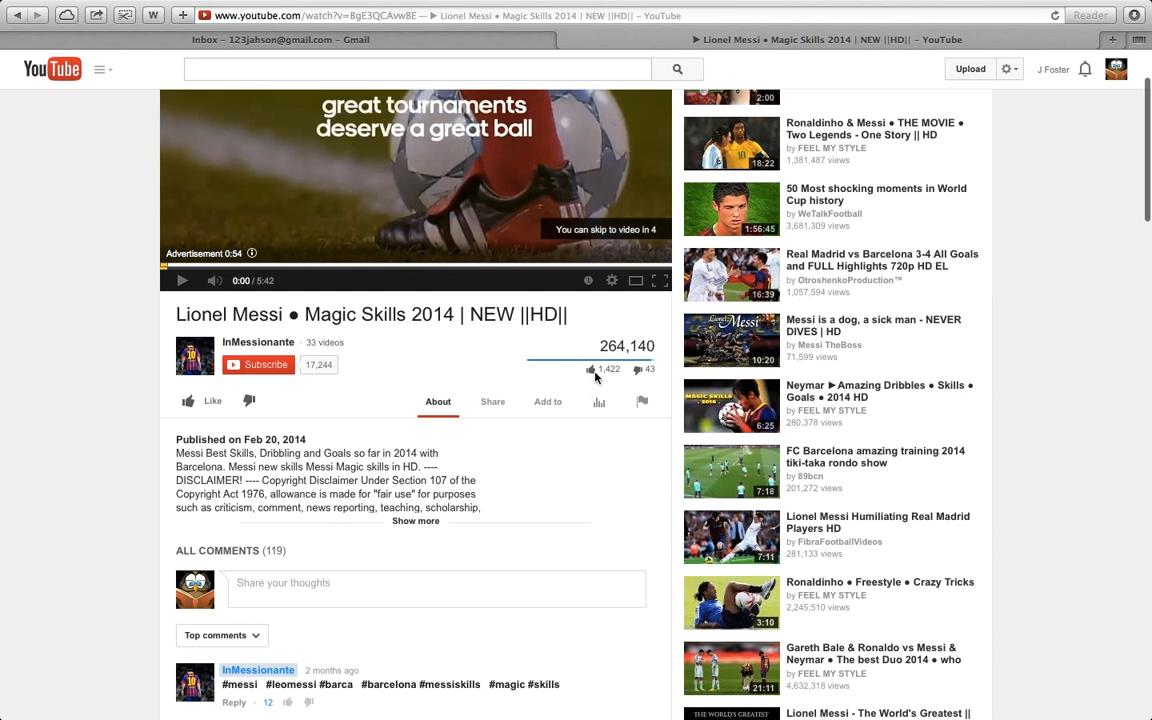 www.youtube.com/watch?v=BgE3QCAvwBE — ▶ Lionel Messi ● Magic Skills 2014 | NEW ||HD|| – YouTube
Reader
W
Inbox – 123jahson@gmail.com – Gmail
▶ Lionel Messi ● Magic Skills 2014 | NEW ||HD|| – YouTube
YouTube
Upload
J Foster
great tournaments
deserve a great ball
You can skip to video in 4
Advertisement 0:54
0:00 / 5:42
Lionel Messi ● Magic Skills 2014 | NEW ||HD||
InMessionante · 33 videos
Subscribe 17,244
264,140
1,422 43
Like
About Share Add to
Published on Feb 20, 2014
Messi Best Skills, Dribbling and Goals so far in 2014 with
Barcelona. Messi new skills Messi Magic skills in HD. ----
DISCLAIMER! ---- Copyright Disclaimer Under Section 107 of the
Copyright Act 1976, allowance is made for "fair use" for purposes
such as criticism, comment, news reporting, teaching, scholarship,
Show more
ALL COMMENTS (119)
Share your thoughts
Top comments
InMessionante 2 months ago
#messi #leomessi #barca #barcelona #messiskills #magic #skills
Reply · 12
2:00
Ronaldinho & Messi ● THE MOVIE ●
Two Legends - One Story || HD
by FEEL MY STYLE
1,381,487 views
18:22
50 Most shocking moments in World
Cup history
by WeTalkFootball
3,681,309 views
1:56:45
Real Madrid vs Barcelona 3-4 All Goals
and FULL Highlights 720p HD EL
by OtroshenkoProduction™
1,057,594 views
16:39
Messi is a dog, a sick man - NEVER
DIVES | HD
by Messi TheBoss
71,599 views
Lionel Messi
10:20
Neymar ►Amazing Dribbles ● Skills ●
Goals ● 2014 HD
by FEEL MY STYLE
280,378 views
MAGIC SKILLS
6:25
FC Barcelona amazing training 2014
tiki-taka rondo show
by 89bcn
201,272 views
7:18
Lionel Messi Humiliating Real Madrid
Players HD
by FibraFootballVideos
281,133 views
7:11
Ronaldinho ● Freestyle ● Crazy Tricks
by FEEL MY STYLE
2,245,510 views
3:10
Gareth Bale & Ronaldo vs Messi &
Neymar ● The best Duo 2014 ● who
by FEEL MY STYLE
4,632,318 views
21:11
Lionel Messi - The World's Greatest ||
THE WORLD'S GREATEST